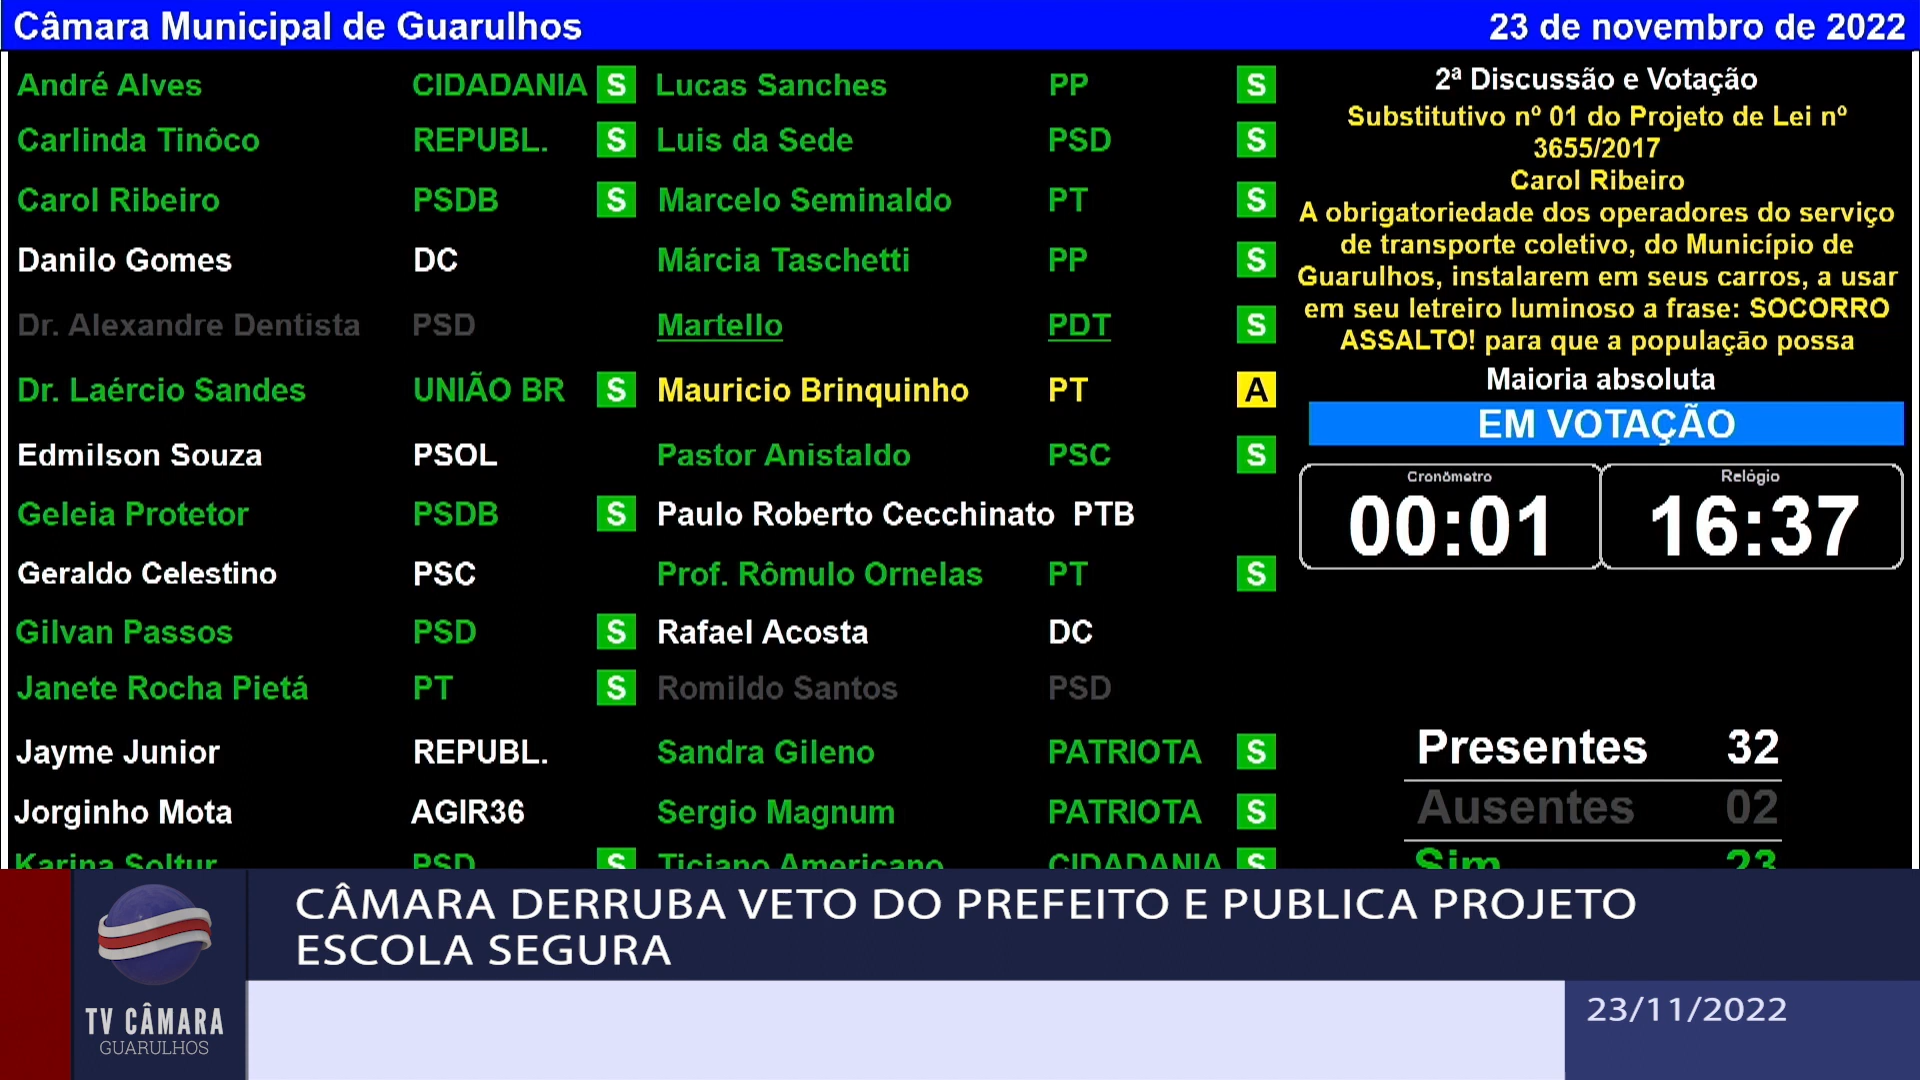 Câmara Municipal de Guarulhos 23 de novembro de 2022
André Alves CIDADANIA S Lucas Sanches PP S
Carlinda Tinôco REPUBL. S Luis da Sede PSD S
Carol Ribeiro PSDB S Marcelo Seminaldo PT S
Danilo Gomes DC Márcia Taschetti PP S
Dr. Alexandre Dentista PSD Martello PDT S
Dr. Laércio Sandes UNIÃO BR S Mauricio Brinquinho PT A
Edmilson Souza PSOL Pastor Anistaldo PSC S
Geleia Protetor PSDB S Paulo Roberto Cecchinato PTB
Geraldo Celestino PSC Prof. Rômulo Ornelas PT S
Gilvan Passos PSD S Rafael Acosta DC
Janete Rocha Pietá PT S Romildo Santos PSD
Jayme Junior REPUBL. Sandra Gileno PATRIOTA S
Jorginho Mota AGIR36 Sergio Magnum PATRIOTA S
Karina Soltur PSD S Ticiano Americano CIDADANIA S
2ª Discussão e Votação
Substitutivo nº 01 do Projeto de Lei nº
3655/2017
Carol Ribeiro
A obrigatoriedade dos operadores do serviço
de transporte coletivo, do Município de
Guarulhos, instalarem em seus carros, a usar
em seu letreiro luminoso a frase: SOCORRO
ASSALTO! para que a população possa
Maioria absoluta
EM VOTAÇÃO
Cronômetro Relógio
00:01 16:37
Presentes 32
Ausentes 02
Sim 23
CÂMARA DERRUBA VETO DO PREFEITO E PUBLICA PROJETO
ESCOLA SEGURA
TV CÂMARA
GUARULHOS
23/11/2022